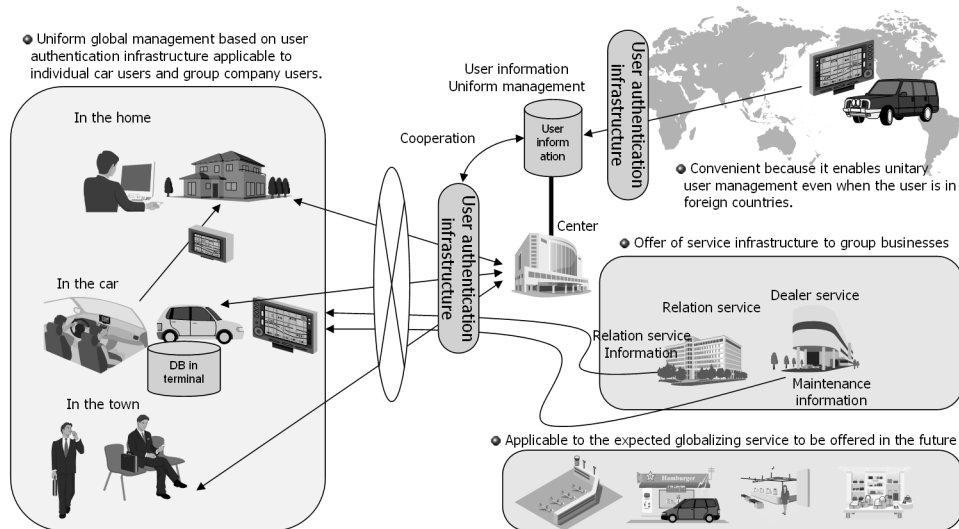 Uniform global management based on user
authentication infrastructure applicable to
individual car users and group company users.
In the home
In the car
DB in
terminal
In the town
Cooperation
User information
Uniform management
User
inform
ation
User authentication
infrastructure
User authentication
infrastructure
Center
Convenient because it enables unitary
user management even when the user is in
foreign countries.
Offer of service infrastructure to group businesses
Relation service
Dealer service
Relation service
Information
Maintenance
information
Applicable to the expected globalizing service to be offered in the future
Hamburger